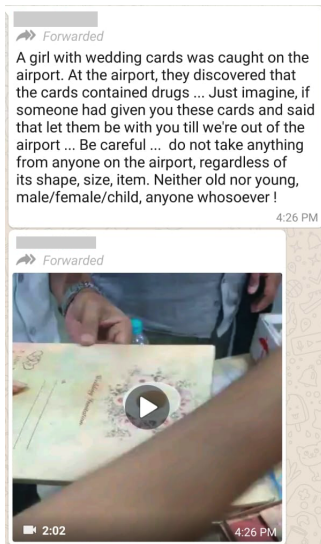 Forwarded
A girl with wedding cards was caught on the
airport. At the airport, they discovered that
the cards contained drugs ... Just imagine, if
someone had given you these cards and said
that let them be with you till we're out of the
airport ... Be careful ... do not take anything
from anyone on the airport, regardless of
its shape, size, item. Neither old nor young,
male/female/child, anyone whosoever !
4:26 PM
Forwarded
Wedding Invitation
2:02
4:26 PM